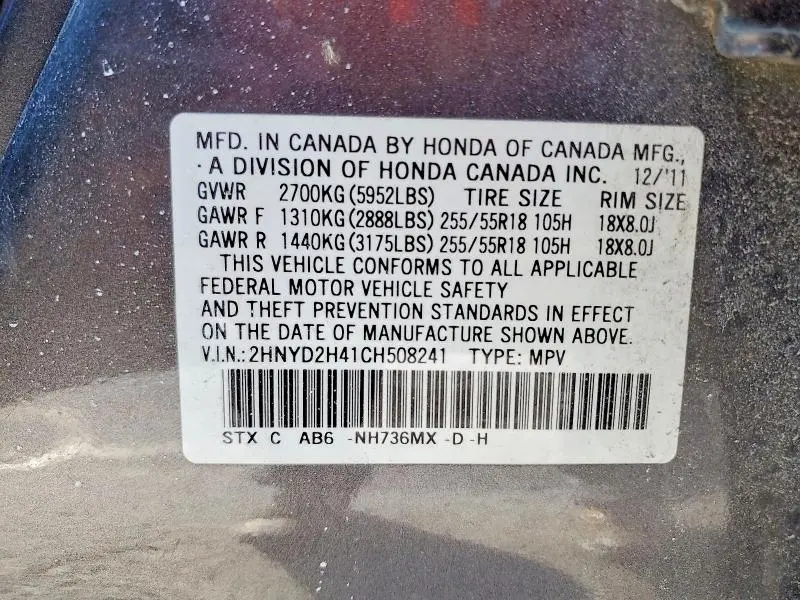 MFD. IN CANADA BY HONDA OF CANADA MFG.,
· A DIVISION OF HONDA CANADA INC. 12/'11
GVWR 2700KG(5952LBS) TIRE SIZE RIM SIZE
GAWR F 1310KG(2888LBS) 255/55R18 105H 18X8.0J
GAWR R 1440KG(3175LBS) 255/55R18 105H 18X8.0J
THIS VEHICLE CONFORMS TO ALL APPLICABLE
FEDERAL MOTOR VEHICLE SAFETY
AND THEFT PREVENTION STANDARDS IN EFFECT
ON THE DATE OF MANUFACTURE SHOWN ABOVE.
V.I.N.: 2HNYD2H41CH508241 TYPE: MPV
STX C AB6 -NH736MX -D -H